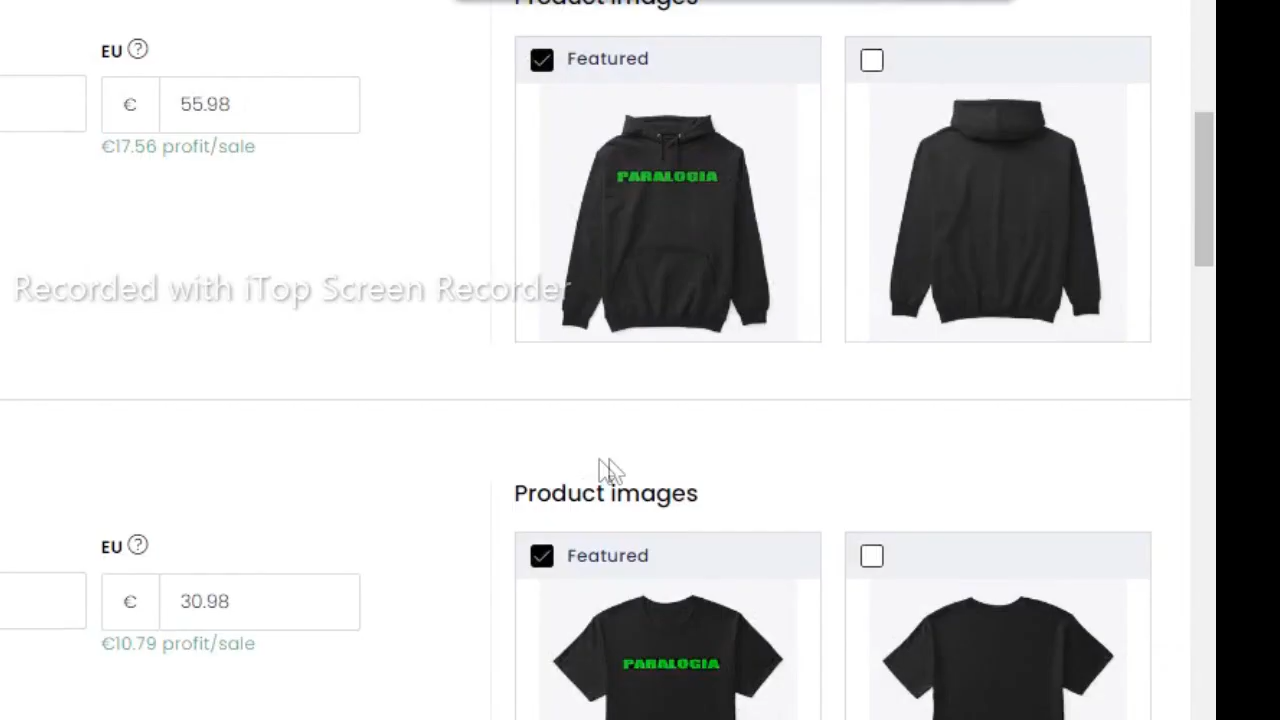 Product images
EU ?
Featured
€ 55.98
€17.56 profit/sale
PARALOGIA
Recorded with iTop Screen Recorder
Product images
EU ?
Featured
€ 30.98
€10.79 profit/sale
PARALOGIA